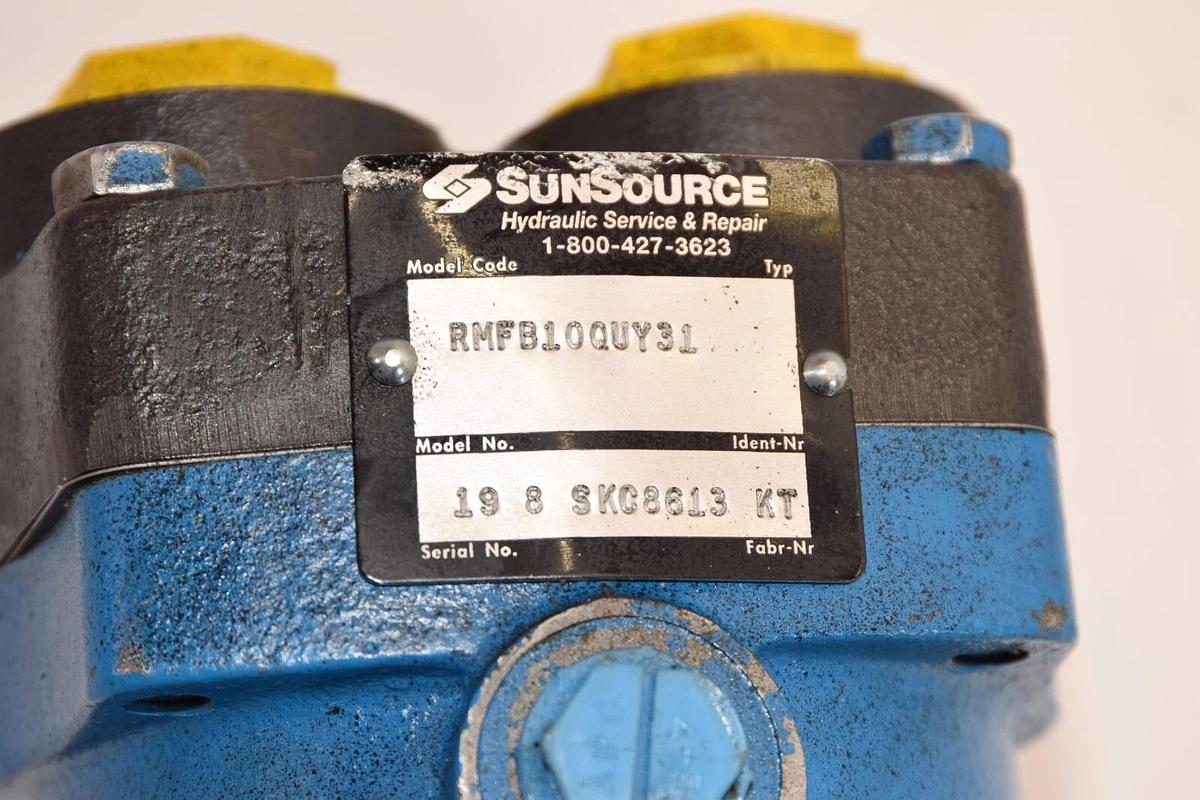 SUNSOURCE
Hydraulic Service & Repair
1-800-427-3623
Model Code Typ
RMFB10QUY31
Model No. Ident-Nr
19 8 SKC8613 KT
Serial No. Fabr-Nr